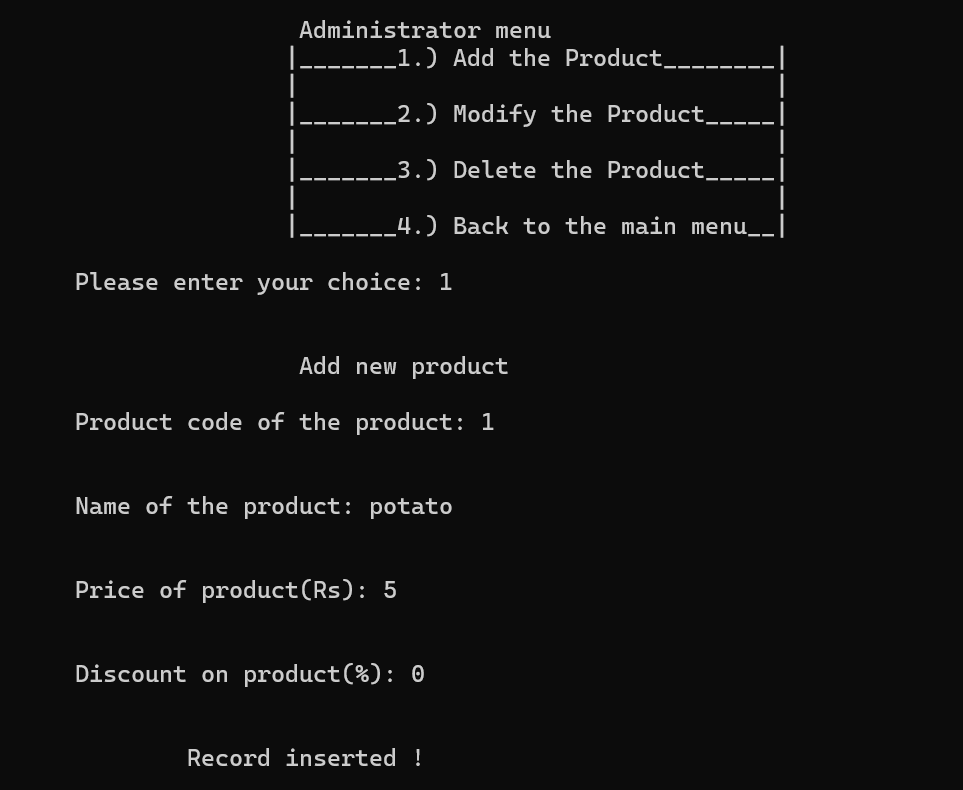 Administrator menu
|_______1.) Add the Product________|
|                                  |
|_______2.) Modify the Product_____|
|                                  |
|_______3.) Delete the Product_____|
|                                  |
|_______4.) Back to the main menu__|
Please enter your choice: 1
Add new product
Product code of the product: 1
Name of the product: potato
Price of product(Rs): 5
Discount on product(%): 0
Record inserted !